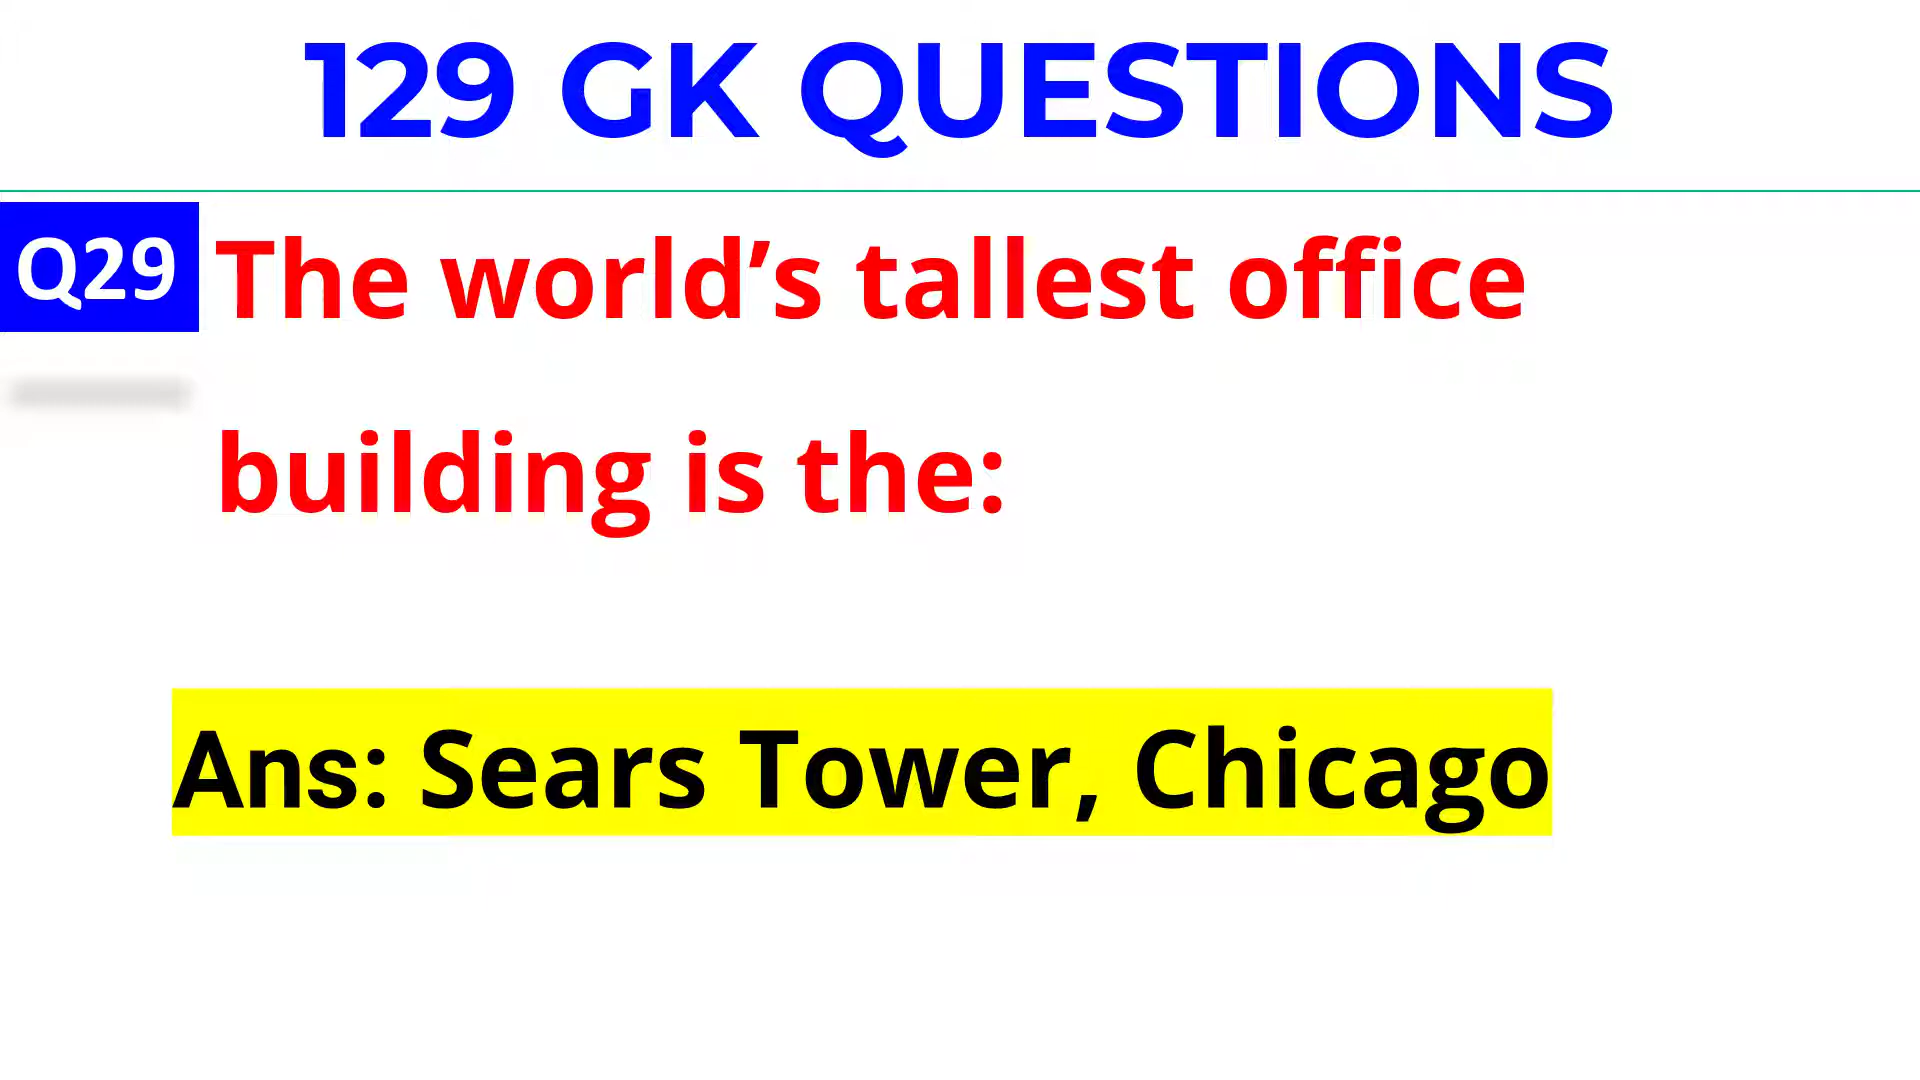 129 GK QUESTIONS
Q29 The world’s tallest office
building is the:
Ans: Sears Tower, Chicago